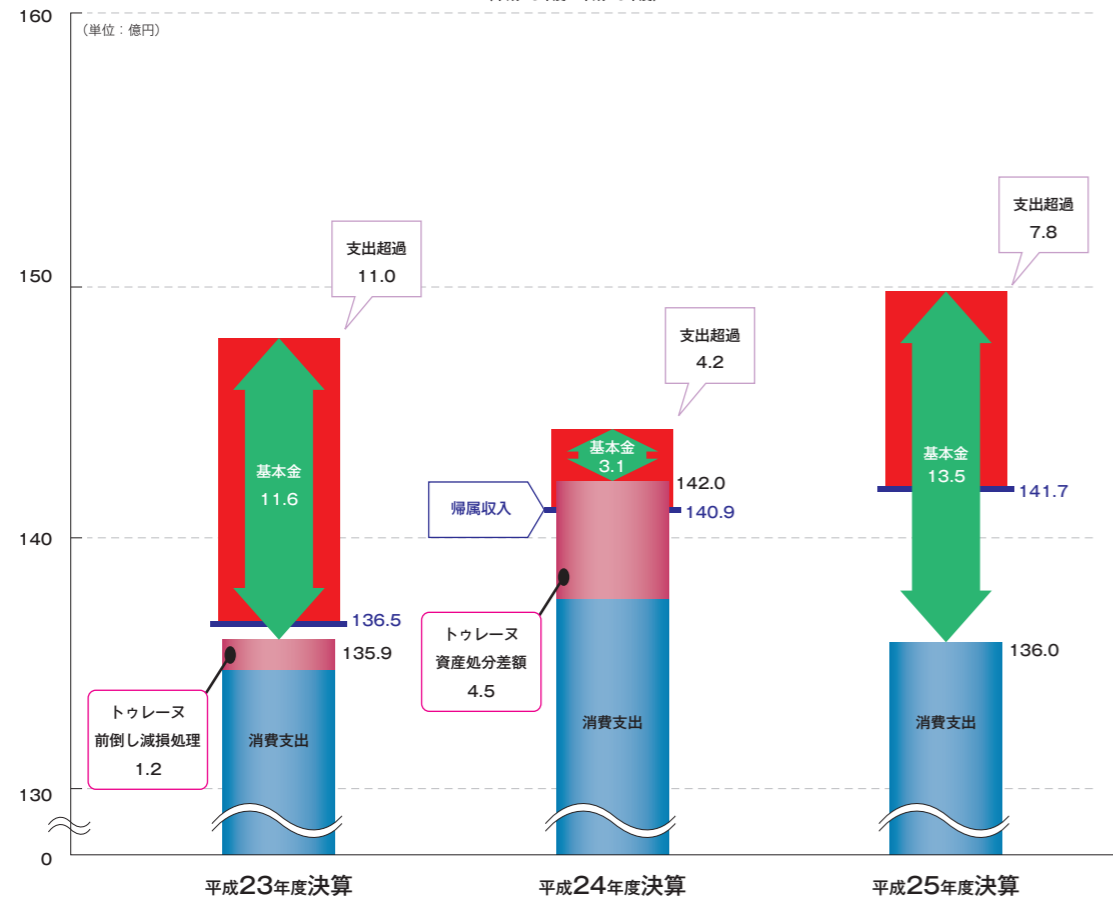 160
（単位：億円）
支出超過
7.8
150
支出超過
11.0
支出超過
4.2
基本金
11.6
基本金
3.1
142.0
基本金
13.5
帰属収入
140.9
141.7
140
136.5
135.9
トゥレーヌ
資産処分差額
4.5
136.0
トゥレーヌ
前倒し減損処理
1.2
消費支出
消費支出
消費支出
130
0
平成23年度決算
平成24年度決算
平成25年度決算